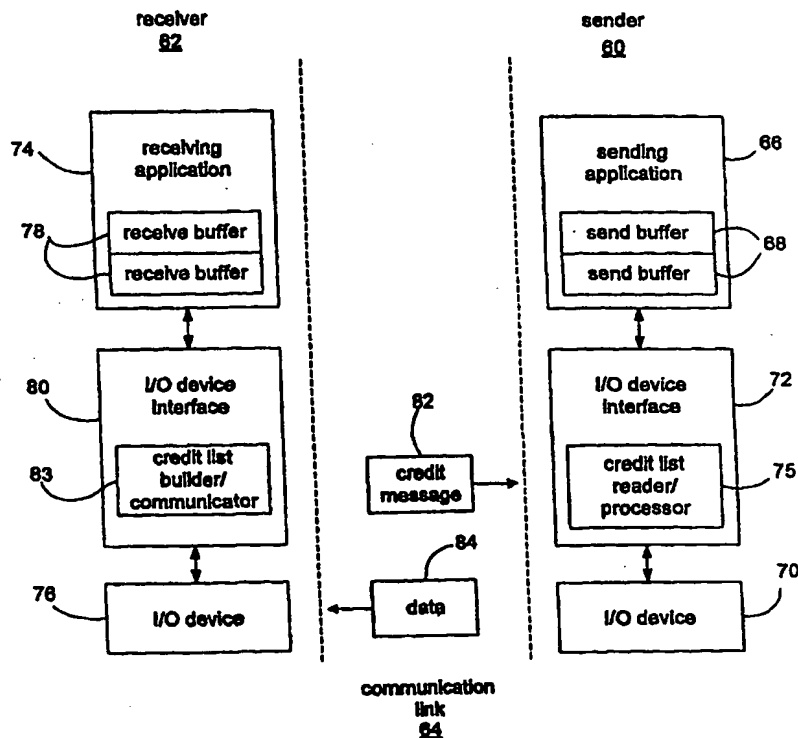 receiver
62
sender
60
74
receiving
application
78
receive buffer
receive buffer
66
sending
application
send buffer
68
send buffer
80
I/O device
interface
83
credit list
builder/
communicator
82
credit
message
72
I/O device
interface
credit list
reader/
processor
75
76
I/O device
84
data
70
I/O device
communication
link
64